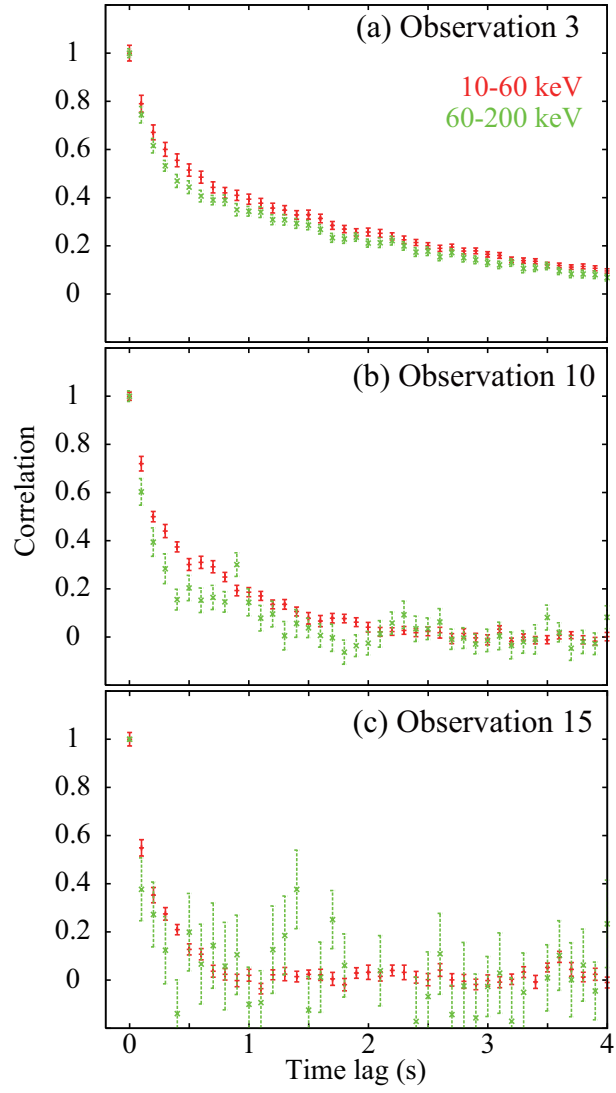 (a) Observation 3
10-60 keV
60-200 keV
1
0.8
0.6
0.4
0.2
0
(b) Observation 10
1
0.8
0.6
0.4
0.2
0
Correlation
(c) Observation 15
1
0.8
0.6
0.4
0.2
0
0 1 2 3 4
Time lag (s)